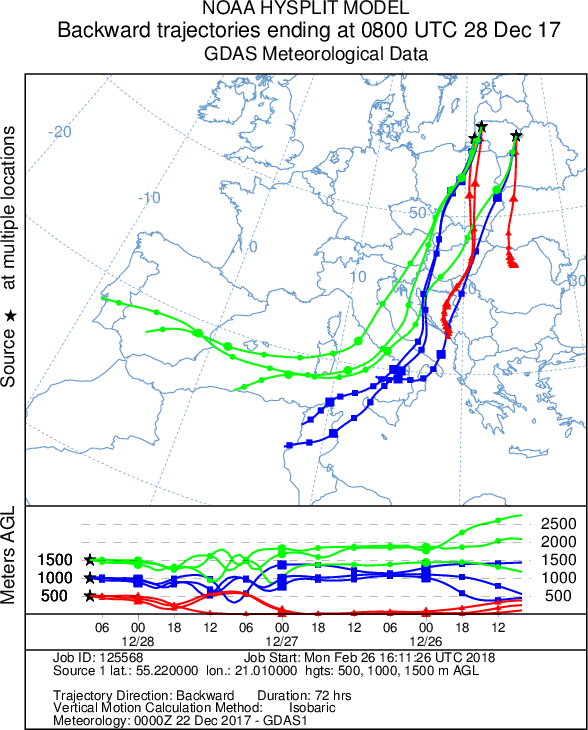 NOAA HYSPLIT MODEL
Backward trajectories ending at 0800 UTC 28 Dec 17
GDAS Meteorological Data
Source ★ at multiple locations
-20
-10
0
10
50
30
Meters AGL
1500
1000
500
2500
2000
1500
1000
500
06 00 18 12 06 00 18 12 06 00 18 12
12/28 12/27 12/26
Job ID: 125568 Job Start: Mon Feb 26 16:11:26 UTC 2018
Source 1 lat.: 55.220000 lon.: 21.010000 hgts: 500, 1000, 1500 m AGL
Trajectory Direction: Backward Duration: 72 hrs
Vertical Motion Calculation Method: Isobaric
Meteorology: 0000Z 22 Dec 2017 - GDAS1